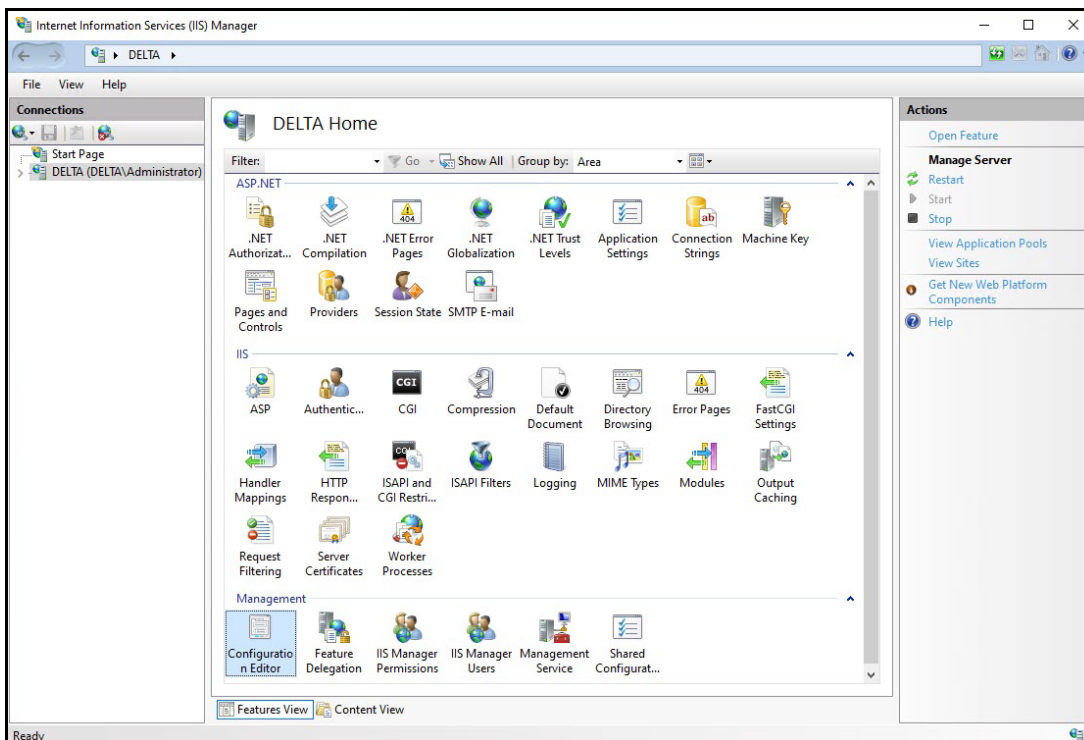 Internet Information Services (IIS) Manager
DELTA
File View Help
Connections
Start Page
DELTA (DELTA\Administrator)
DELTA Home
Filter: Go Show All Group by: Area
ASP.NET
.NET Authorizat...
.NET Compilation
.NET Error Pages
.NET Globalization
.NET Trust Levels
Application Settings
Connection Strings
Machine Key
Pages and Controls
Providers
Session State
SMTP E-mail
IIS
ASP
Authentic...
CGI
Compression
Default Document
Directory Browsing
Error Pages
FastCGI Settings
Handler Mappings
HTTP Respon...
ISAPI and CGI Restri...
ISAPI Filters
Logging
MIME Types
Modules
Output Caching
Request Filtering
Server Certificates
Worker Processes
Management
Configuratio
n Editor
Feature Delegation
IIS Manager Permissions
IIS Manager Users
Management Service
Shared Configurat...
Features View
Content View
Actions
Open Feature
Manage Server
Restart
Start
Stop
View Application Pools
View Sites
Get New Web Platform
Components
Help
Ready